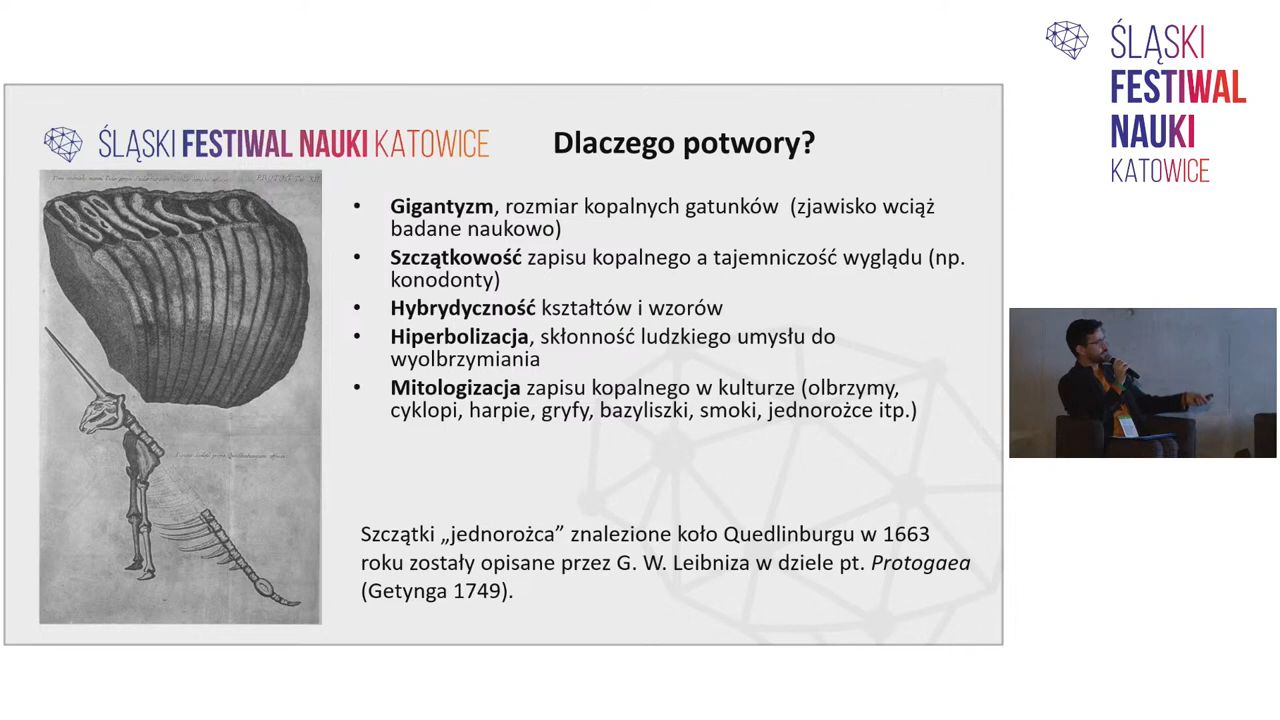 ŚLĄSKI
FESTIWAL
NAUKI
KATOWICE
ŚLĄSKI FESTIWAL NAUKI KATOWICE
Dlaczego potwory?
• Gigantyzm, rozmiar kopalnych gatunków (zjawisko wciąż
badane naukowo)
• Szczątkowość zapisu kopalnego a tajemniczość wyglądu (np.
konodonty)
• Hybrydyczność kształtów i wzorów
• Hiperbolizacja, skłonność ludzkiego umysłu do
wyolbrzymiania
• Mitologizacja zapisu kopalnego w kulturze (olbrzymy,
cyklopi, harpie, gryfy, bazyliszki, smoki, jednorożce itp.)
Szczątki „jednorożca” znalezione koło Quedlinburgu w 1663
roku zostały opisane przez G. W. Leibniza w dziele pt. Protogaea
(Getynga 1749).